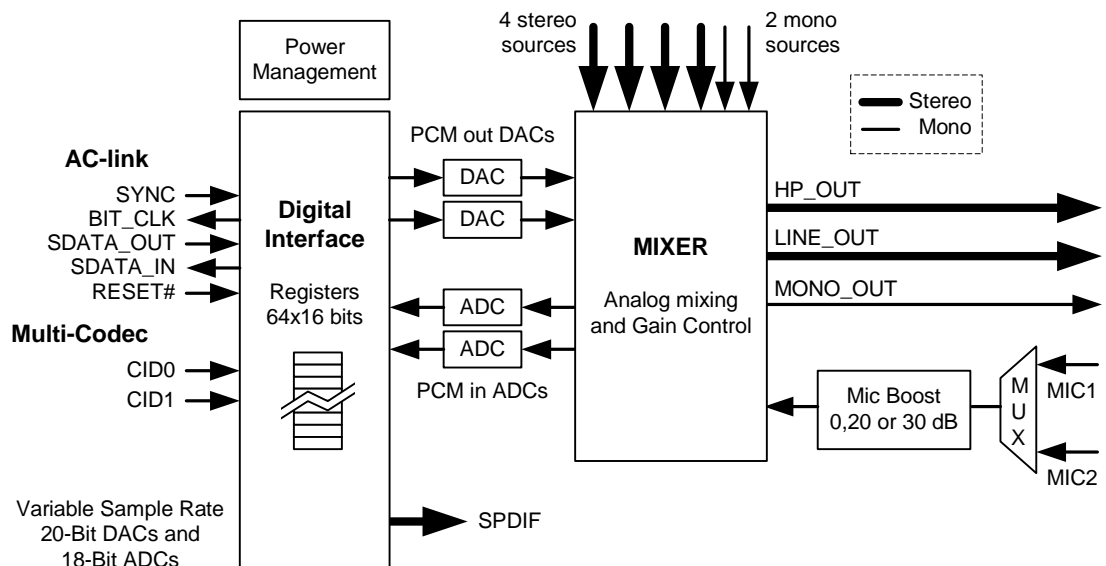 Power
Management
4 stereo
sources
2 mono
sources
Stereo
Mono
AC-link
SYNC
BIT_CLK
SDATA_OUT
SDATA_IN
RESET#
Multi-Codec
CID0
CID1
Variable Sample Rate
20-Bit DACs and
18-Bit ADCs
Digital
Interface
Registers
64x16 bits
PCM out DACs
DAC
DAC
ADC
ADC
PCM in ADCs
SPDIF
MIXER
Analog mixing
and Gain Control
HP_OUT
LINE_OUT
MONO_OUT
Mic Boost
0,20 or 30 dB
M
U
X
MIC1
MIC2